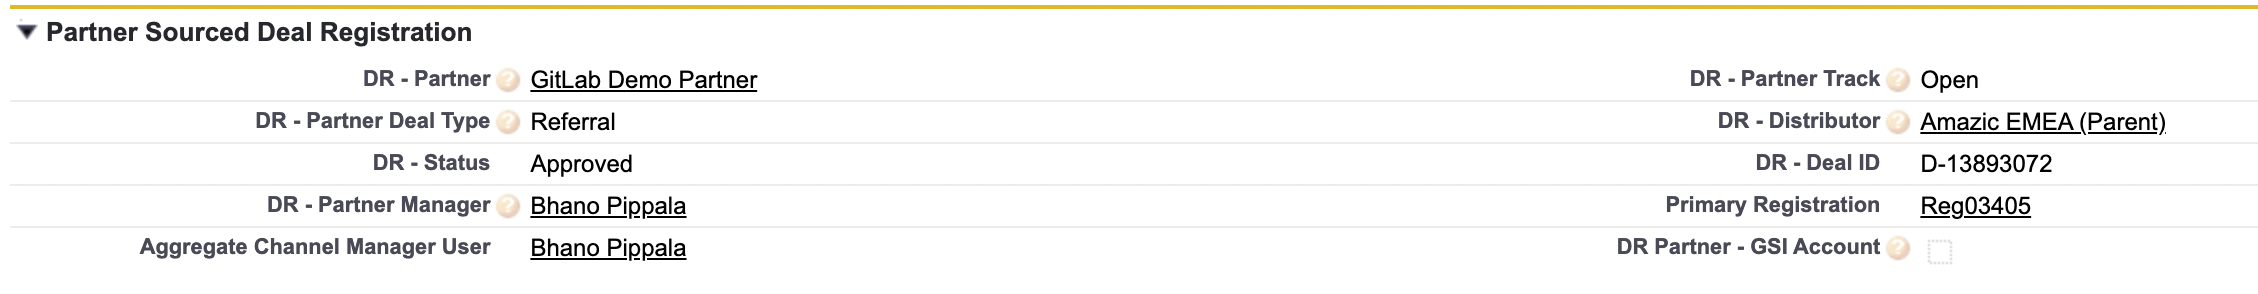 Partner Sourced Deal Registration
DR - Partner ? GitLab Demo Partner DR - Partner Track ? Open
DR - Partner Deal Type ? Referral DR - Distributor ? Amazic EMEA (Parent)
DR - Status Approved DR - Deal ID D-13893072
DR - Partner Manager ? Bhano Pippala Primary Registration Reg03405
Aggregate Channel Manager User Bhano Pippala DR Partner - GSI Account ?